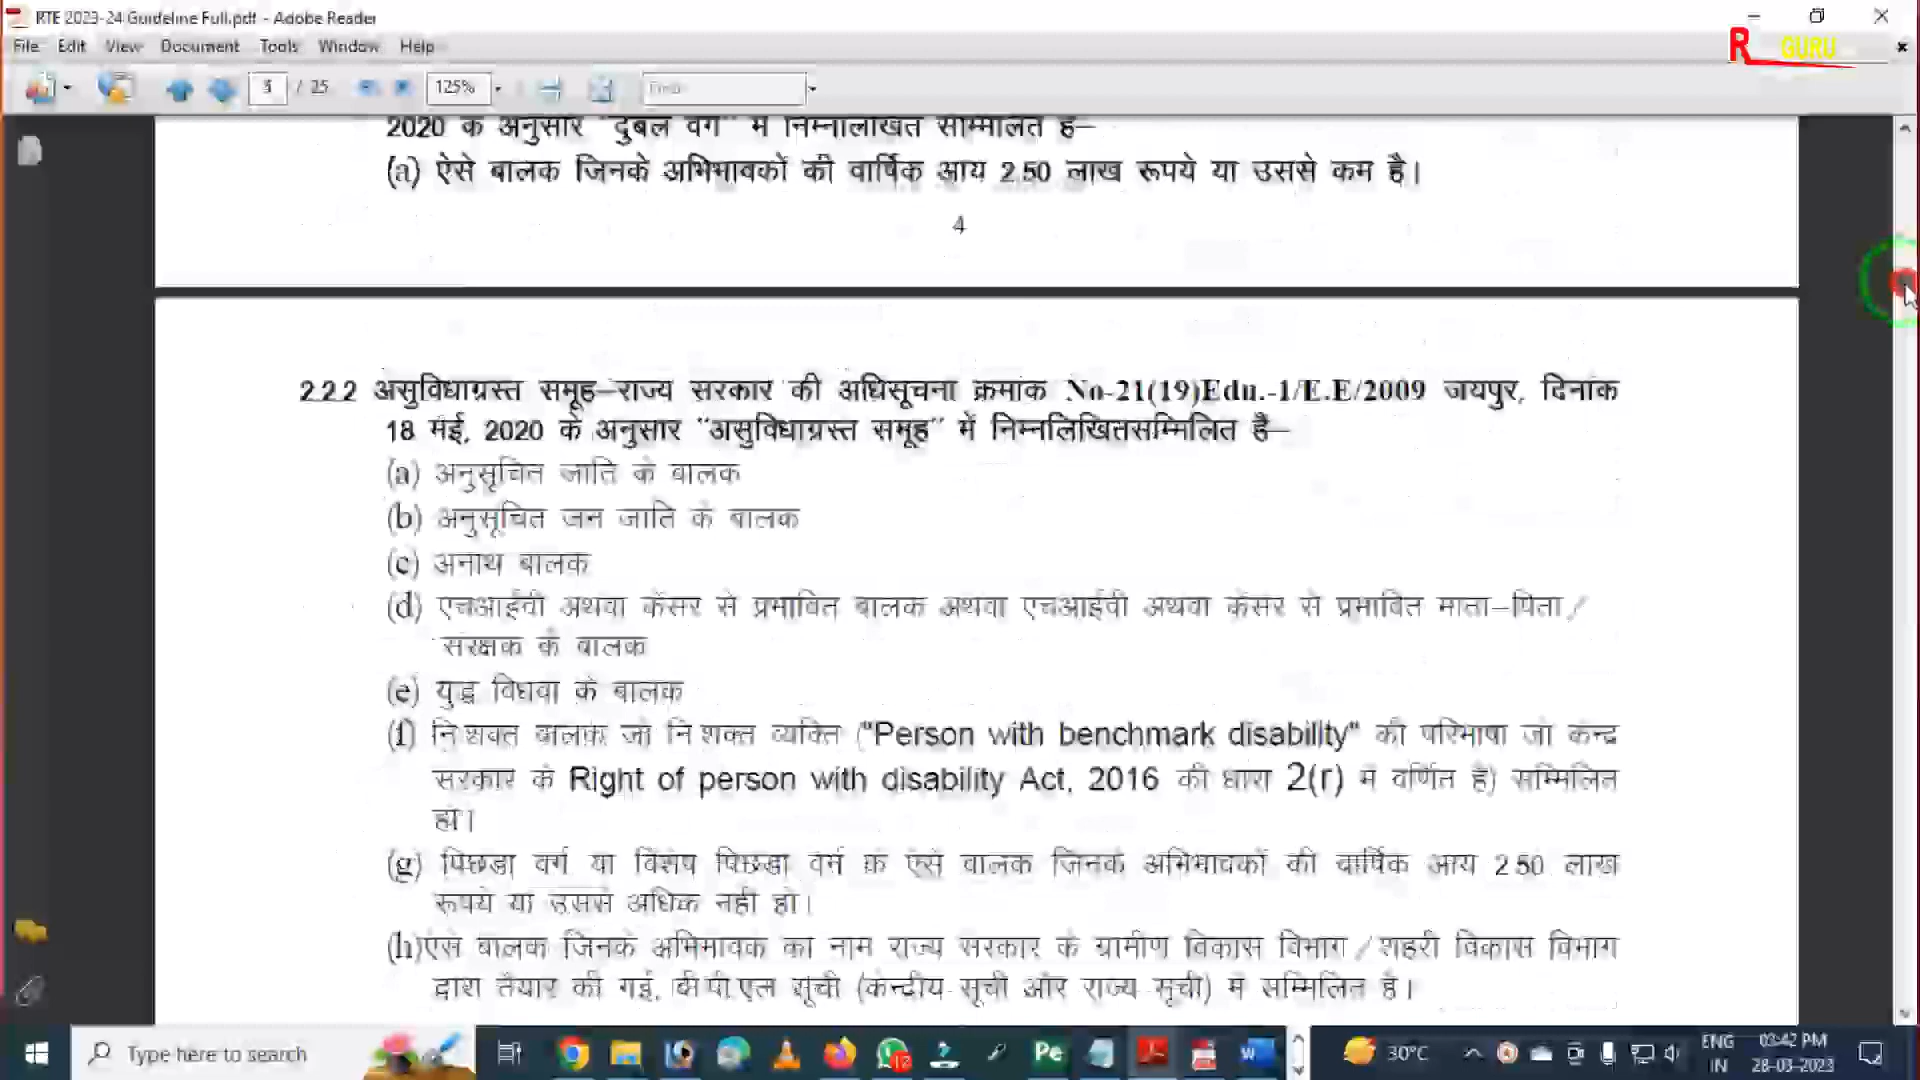 RTE 2023-24 Guideline Full.pdf - Adobe Reader
File Edit View Document Tools Window Help
R GURU
/ 25 125% Find
2020 के अनुसार "दुर्बल वर्ग" में निम्नलिखित सम्मिलित है–
(a) ऐसे बालक जिनके अभिभावकों की वार्षिक आय 2.50 लाख रूपये या उससे कम है।
4
2.2.2 असुविधाग्रस्त समूह–राज्य सरकार की अधिसूचना क्रमांक No-21(19)Edu.-1/E.E/2009 जयपुर, दिनांक
18 मई, 2020 के अनुसार "असुविधाग्रस्त समूह" में निम्नलिखितसम्मिलित है–
(a) अनुसूचित जाति के बालक
(b) अनुसूचित जन जाति के बालक
(c) अनाथ बालक
(d) एचआईवी अथवा कैंसर से प्रभावित बालक अथवा एचआईवी अथवा कैंसर से प्रभावित माता–पिता/
संरक्षक के बालक
(e) युद्ध विधवा के बालक
(f) निःशक्त बालक जो निःशक्त व्यक्ति ("Person with benchmark disability" की परिभाषा जो केन्द्र
सरकार के Right of person with disability Act, 2016 की धारा 2(r) में वर्णित है) सम्मिलित
हो।
(g) पिछडा वर्ग या विशेष पिछडा वर्ग के ऐसे बालक जिनके अभिभावकों की वार्षिक आय 2.50 लाख
रूपये या उससे अधिक नहीं हो।
(h)ऐसे बालक जिनके अभिभावक का नाम राज्य सरकार के ग्रामीण विकास विभाग/शहरी विकास विभाग
द्वारा तैयार की गई, बी.पी.एल सूची (केन्द्रीय सूची और राज्य सूची) में सम्मिलित है।
Type here to search
12
Pe
W
30°C
ENG
IN
03:42 PM
28-03-2023